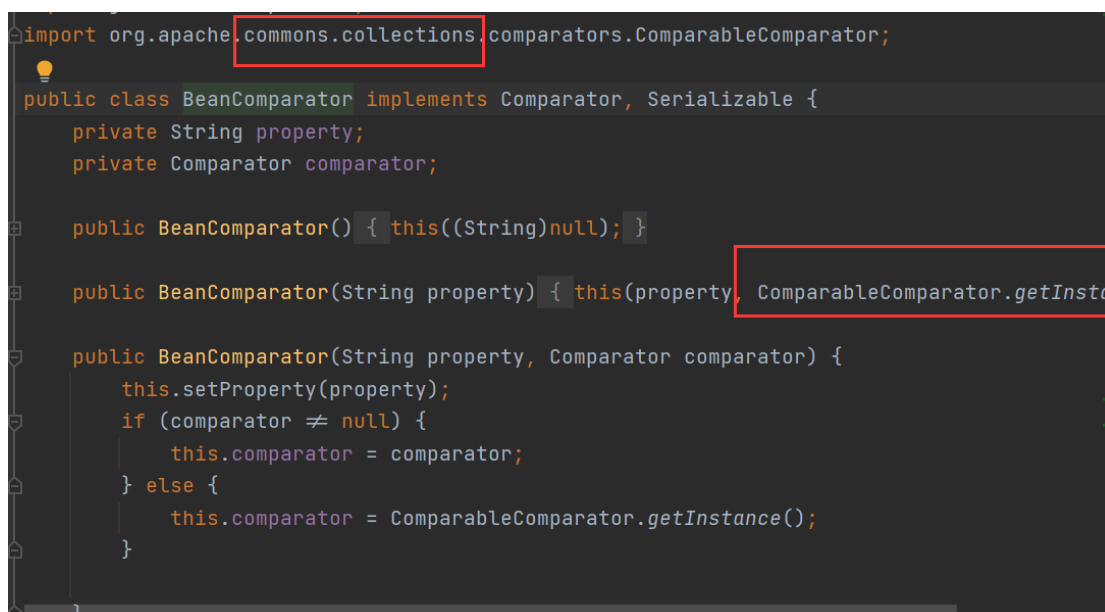 import org.apache.commons.collections.comparators.ComparableComparator;
public class BeanComparator implements Comparator, Serializable {
private String property;
private Comparator comparator;
public BeanComparator() { this((String)null); }
public BeanComparator(String property) { this(property, ComparableComparator.getInst
public BeanComparator(String property, Comparator comparator) {
this.setProperty(property);
if (comparator ≠ null) {
this.comparator = comparator;
} else {
this.comparator = ComparableComparator.getInstance();
}
}